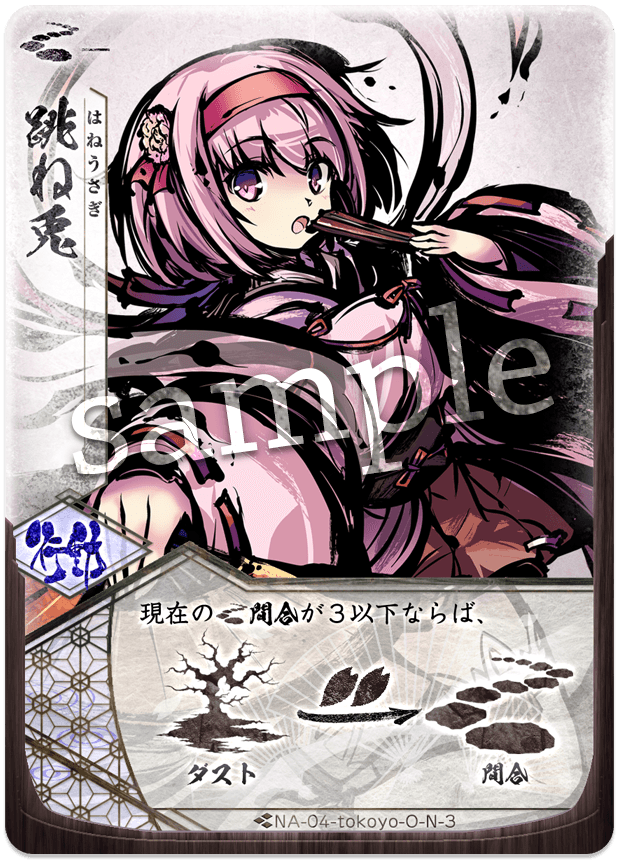 跳ね兎
はねうさぎ
sample
行動
現在の間合が3以下ならば、
ダスト
間合
NA-04-tokoyo-O-N-3